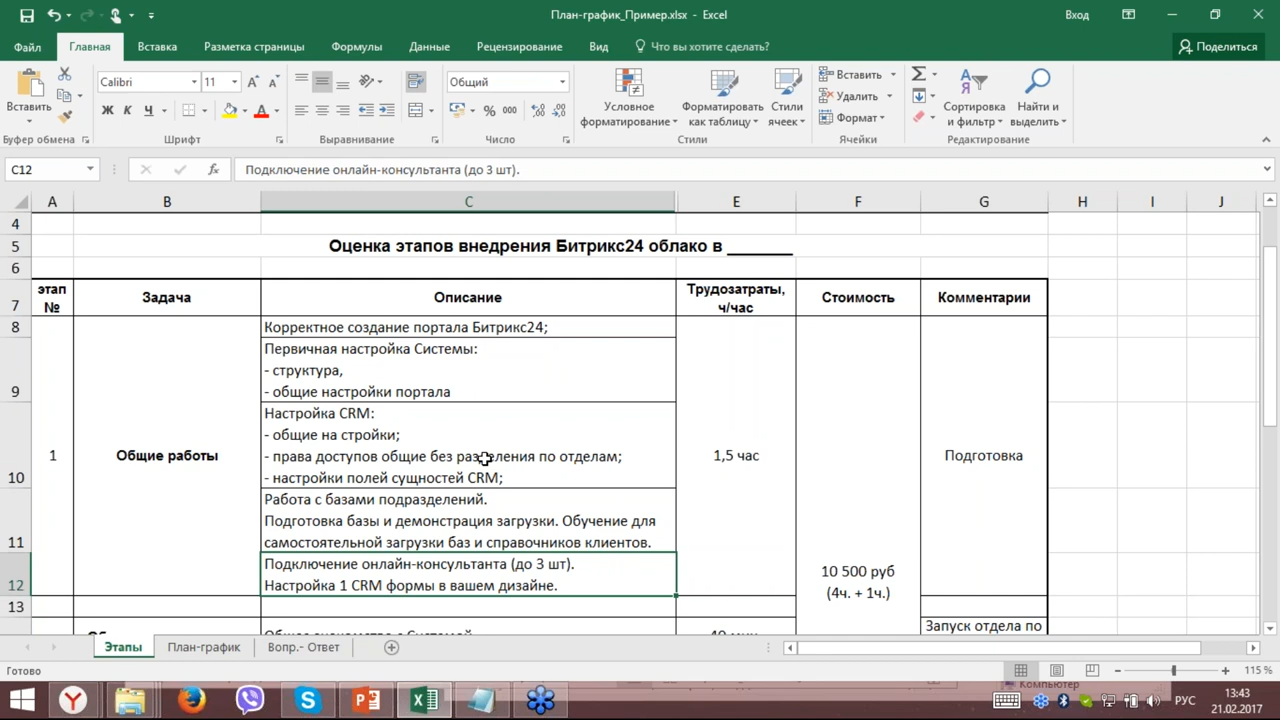 План-график_Пример.xlsx - Excel
Вход
Файл Главная Вставка Разметка страницы Формулы Данные Рецензирование Вид Что вы хотите сделать? Поделиться
Вставить
Calibri 11
Ж К Ч
А
Общий
% 000
Условное форматирование
Форматировать как таблицу
Стили ячеек
Вставить
Удалить
Формат
Сортировка и фильтр
Найти и выделить
Буфер обмена Шрифт Выравнивание Число Стили Ячейки Редактирование
C12 fx Подключение онлайн-консультанта (до 3 шт).
A B C E F G H I J
4
5 Оценка этапов внедрения Битрикс24 облако в ______
6
7 этап № Задача Описание Трудозатраты, ч/час Стоимость Комментарии
8 Корректное создание портала Битрикс24;
Первичная настройка Системы:
- структура,
9 - общие настройки портала
Настройка CRM:
- общие на стройки;
1 Общие работы - права доступов общие без разделения по отделам; 1,5 час Подготовка
10 - настройки полей сущностей CRM;
Работа с базами подразделений.
Подготовка базы и демонстрация загрузки. Обучение для
11 самостоятельной загрузки баз и справочников клиентов.
Подключение онлайн-консультанта (до 3 шт). 10 500 руб
12 Настройка 1 CRM формы в вашем дизайне. (4ч. + 1ч.)
13
Запуск отдела по
Этапы План-график Вопр.- Ответ
Готово 115 %
Компьютер
РУС
13:43
21.02.2017